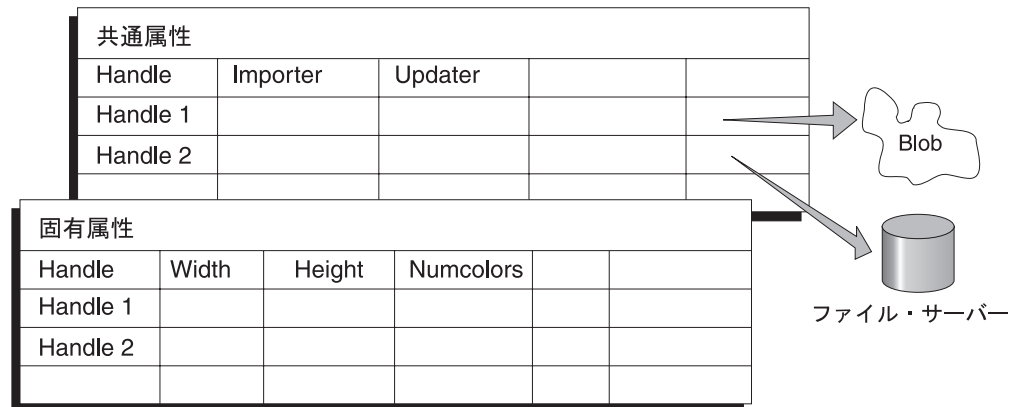 共通属性
Handle Importer Updater
Handle 1
Handle 2
Blob
ファイル・サーバー
固有属性
Handle Width Height Numcolors
Handle 1
Handle 2